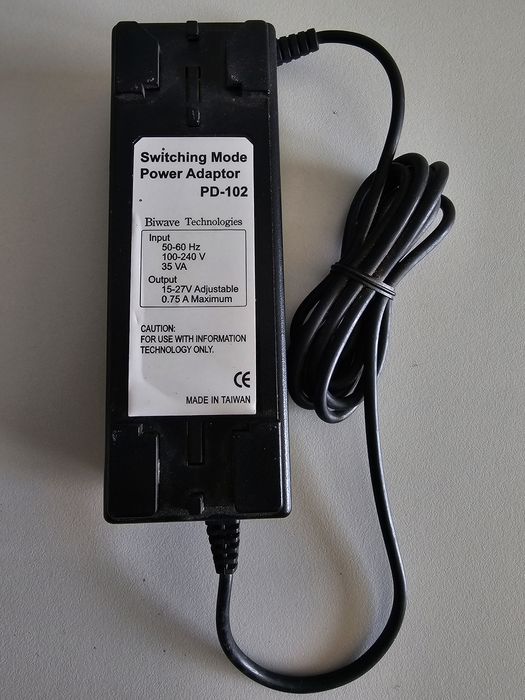 Switching Mode
Power Adaptor
PD-102
Biwave Technologies
Input
50-60 Hz
100-240 V
35 VA
Output
15-27V Adjustable
0.75 A Maximum
CAUTION:
FOR USE WITH INFORMATION
TECHNOLOGY ONLY.
CE
MADE IN TAIWAN